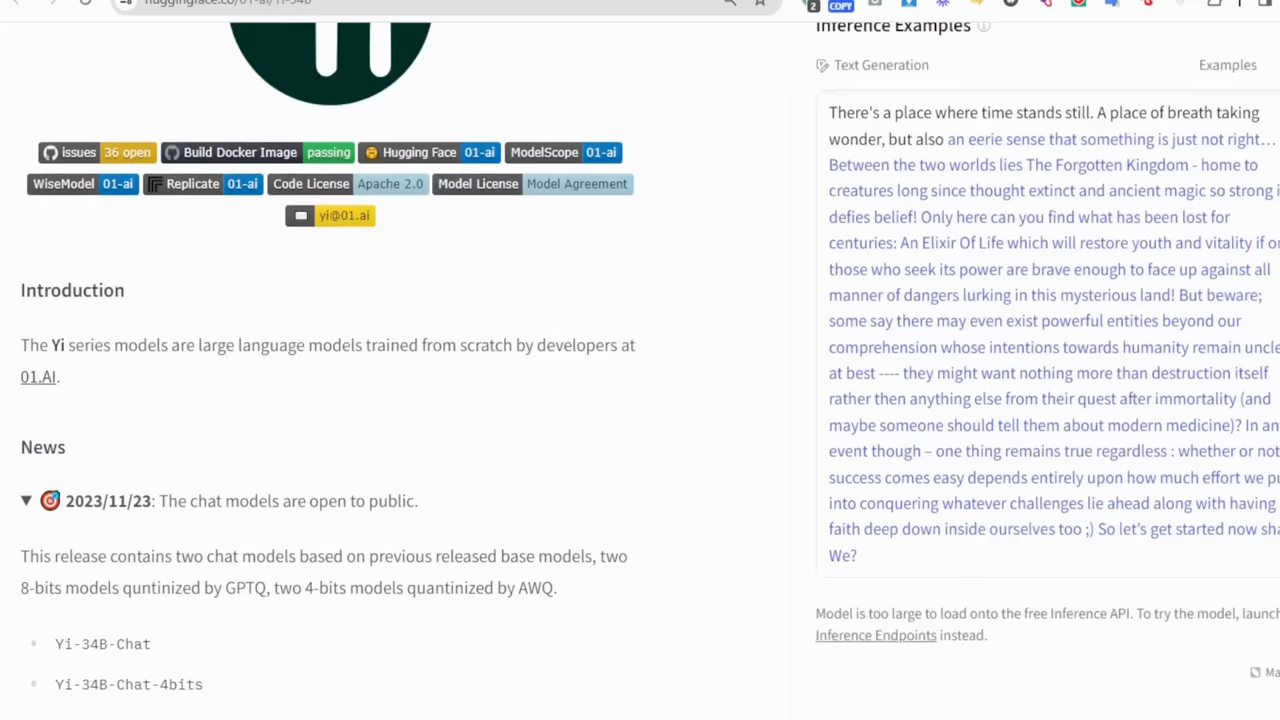 huggingface.co/01-ai/Yi-34B
2
COPY
issues 36 open
Build Docker Image passing
Hugging Face 01-ai
ModelScope 01-ai
WiseModel 01-ai
Replicate 01-ai
Code License Apache 2.0
Model License Model Agreement
yi@01.ai
Introduction
The Yi series models are large language models trained from scratch by developers at
01.AI.
News
▼ 🎯 2023/11/23: The chat models are open to public.
This release contains two chat models based on previous released base models, two
8-bits models quntinized by GPTQ, two 4-bits models quantinized by AWQ.
• Yi-34B-Chat
• Yi-34B-Chat-4bits
Inference Examples
Text Generation
Examples
There's a place where time stands still. A place of breath taking
wonder, but also an eerie sense that something is just not right…
Between the two worlds lies The Forgotten Kingdom - home to
creatures long since thought extinct and ancient magic so strong i
defies belief! Only here can you find what has been lost for
centuries: An Elixir Of Life which will restore youth and vitality if o
those who seek its power are brave enough to face up against all
manner of dangers lurking in this mysterious land! But beware;
some say there may even exist powerful entities beyond our
comprehension whose intentions towards humanity remain uncle
at best ---- they might want nothing more than destruction itself
rather then anything else from their quest after immortality (and
maybe someone should tell them about modern medicine)? In an
event though – one thing remains true regardless : whether or not
success comes easy depends entirely upon how much effort we pu
into conquering whatever challenges lie ahead along with having
faith deep down inside ourselves too ;) So let's get started now sha
We?
Model is too large to load onto the free Inference API. To try the model, launch
Inference Endpoints instead.
Ma